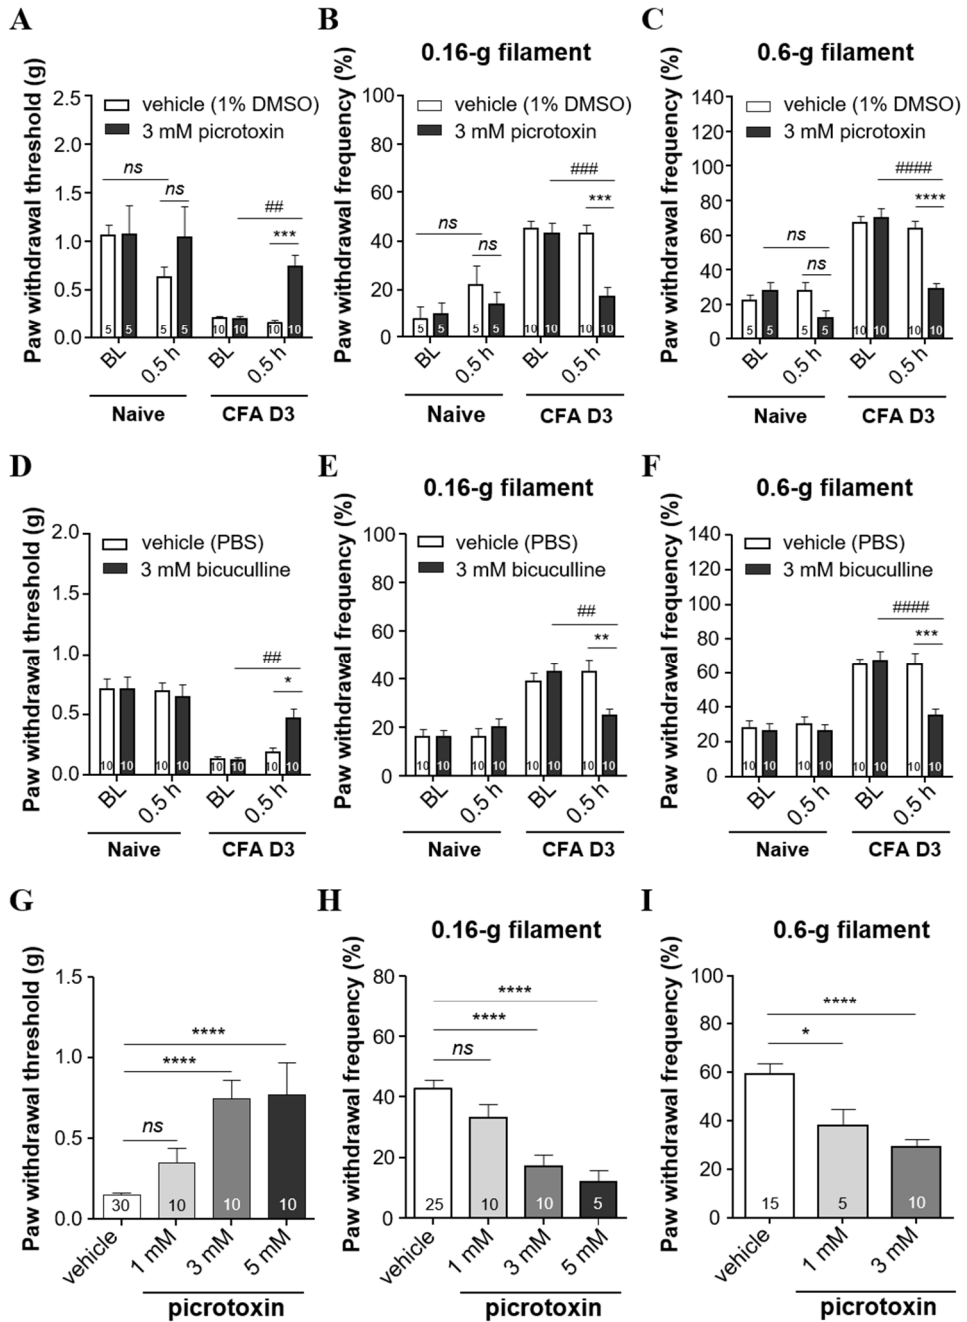 A
Paw withdrawal threshold (g)
2.5
2.0
1.5
1.0
0.5
0.0
vehicle (1% DMSO)
3 mM picrotoxin
ns
ns
##
***
5 5 5 5 10 10 10 10
BL 0.5 h BL 0.5 h
Naive CFA D3
B
0.16-g filament
Paw withdrawal frequency (%)
100
80
60
40
20
0
vehicle (1% DMSO)
3 mM picrotoxin
###
***
ns
ns
5 5 5 5 10 10 10 10
BL 0.5 h BL 0.5 h
Naive CFA D3
C
0.6-g filament
Paw withdrawal frequency (%)
140
120
100
80
60
40
20
0
vehicle (1% DMSO)
3 mM picrotoxin
####
****
ns
ns
5 5 5 5 10 10 10 10
BL 0.5 h BL 0.5 h
Naive CFA D3
D
Paw withdrawal threshold (g)
2.0
1.5
1.0
0.5
0.0
vehicle (PBS)
3 mM bicuculline
##
*
10 10 10 10 10 10 10 10
BL 0.5 h BL 0.5 h
Naive CFA D3
E
0.16-g filament
Paw withdrawal frequency (%)
100
80
60
40
20
0
vehicle (PBS)
3 mM bicuculline
##
**
10 10 10 10 10 10 10 10
BL 0.5 h BL 0.5 h
Naive CFA D3
F
0.6-g filament
Paw withdrawal frequency (%)
140
120
100
80
60
40
20
0
vehicle (PBS)
3 mM bicuculline
####
***
10 10 10 10 10 10 10 10
BL 0.5 h BL 0.5 h
Naive CFA D3
G
Paw withdrawal threshold (g)
1.5
1.0
0.5
0.0
****
****
ns
30 10 10 10
vehicle 1 mM 3 mM 5 mM
picrotoxin
H
0.16-g filament
Paw withdrawal frequency (%)
80
60
40
20
0
****
****
ns
25 10 10 5
vehicle 1 mM 3 mM 5 mM
picrotoxin
I
0.6-g filament
Paw withdrawal frequency (%)
100
80
60
40
20
0
****
*
15 5 10
vehicle 1 mM 3 mM
picrotoxin